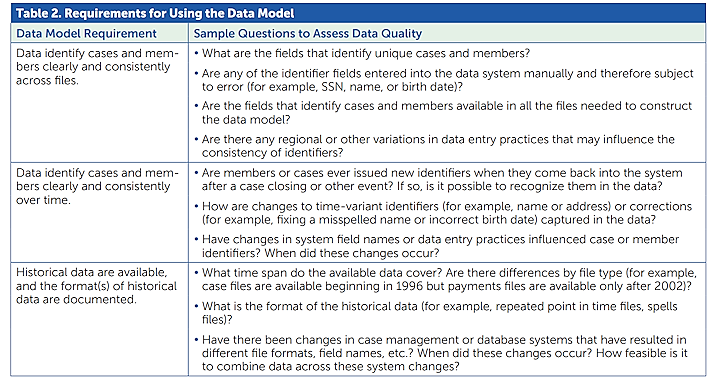 Table 2. Requirements for Using the Data Model
Data Model Requirement
Sample Questions to Assess Data Quality
Data identify cases and mem-
bers clearly and consistently
across files.
• What are the fields that identify unique cases and members?
• Are any of the identifier fields entered into the data system manually and therefore subject
to error (for example, SSN, name, or birth date)?
• Are the fields that identify cases and members available in all the files needed to construct
the data model?
• Are there any regional or other variations in data entry practices that may influence the
consistency of identifiers?
Data identify cases and mem-
bers clearly and consistently
over time.
• Are members or cases ever issued new identifiers when they come back into the system
after a case closing or other event? If so, is it possible to recognize them in the data?
• How are changes to time-variant identifiers (for example, name or address) or corrections
(for example, fixing a misspelled name or incorrect birth date) captured in the data?
• Have changes in system field names or data entry practices influenced case or member
identifiers? When did these changes occur?
Historical data are available,
and the format(s) of historical
data are documented.
• What time span do the available data cover? Are there differences by file type (for example,
case files are available beginning in 1996 but payments files are available only after 2002)?
• What is the format of the historical data (for example, repeated point in time files, spells
files)?
• Have there been changes in case management or database systems that have resulted in
different file formats, field names, etc.? When did these changes occur? How feasible is it
to combine data across these system changes?